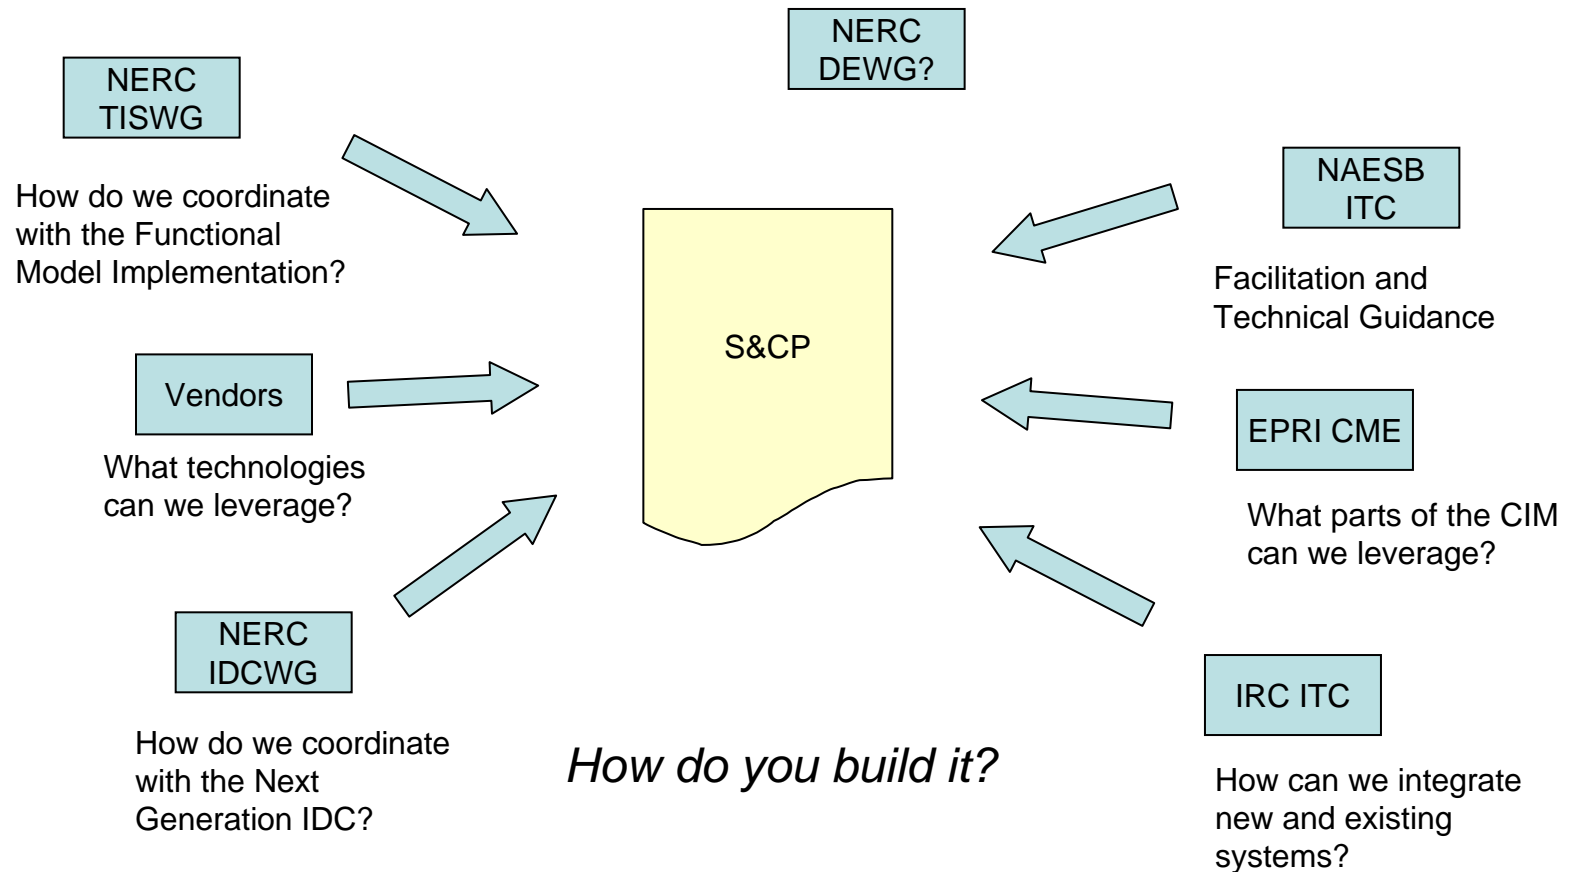 NERC
DEWG?
NERC
TISWG
How do we coordinate
with the Functional
Model Implementation?
NAESB
ITC
Facilitation and
Technical Guidance
S&CP
Vendors
What technologies
can we leverage?
EPRI CME
What parts of the CIM
can we leverage?
NERC
IDCWG
How do we coordinate
with the Next
Generation IDC?
How do you build it?
IRC ITC
How can we integrate
new and existing
systems?